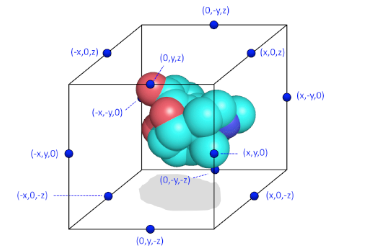 (0,-y,z)
(-x,0,z)
(0,y,z)
(x,0,z)
(-x,-y,0)
(x,-y,0)
(-x,y,0)
(x,y,0)
(0,-y,-z)
(-x,0,-z)
(x,0,-z)
(0,y,-z)